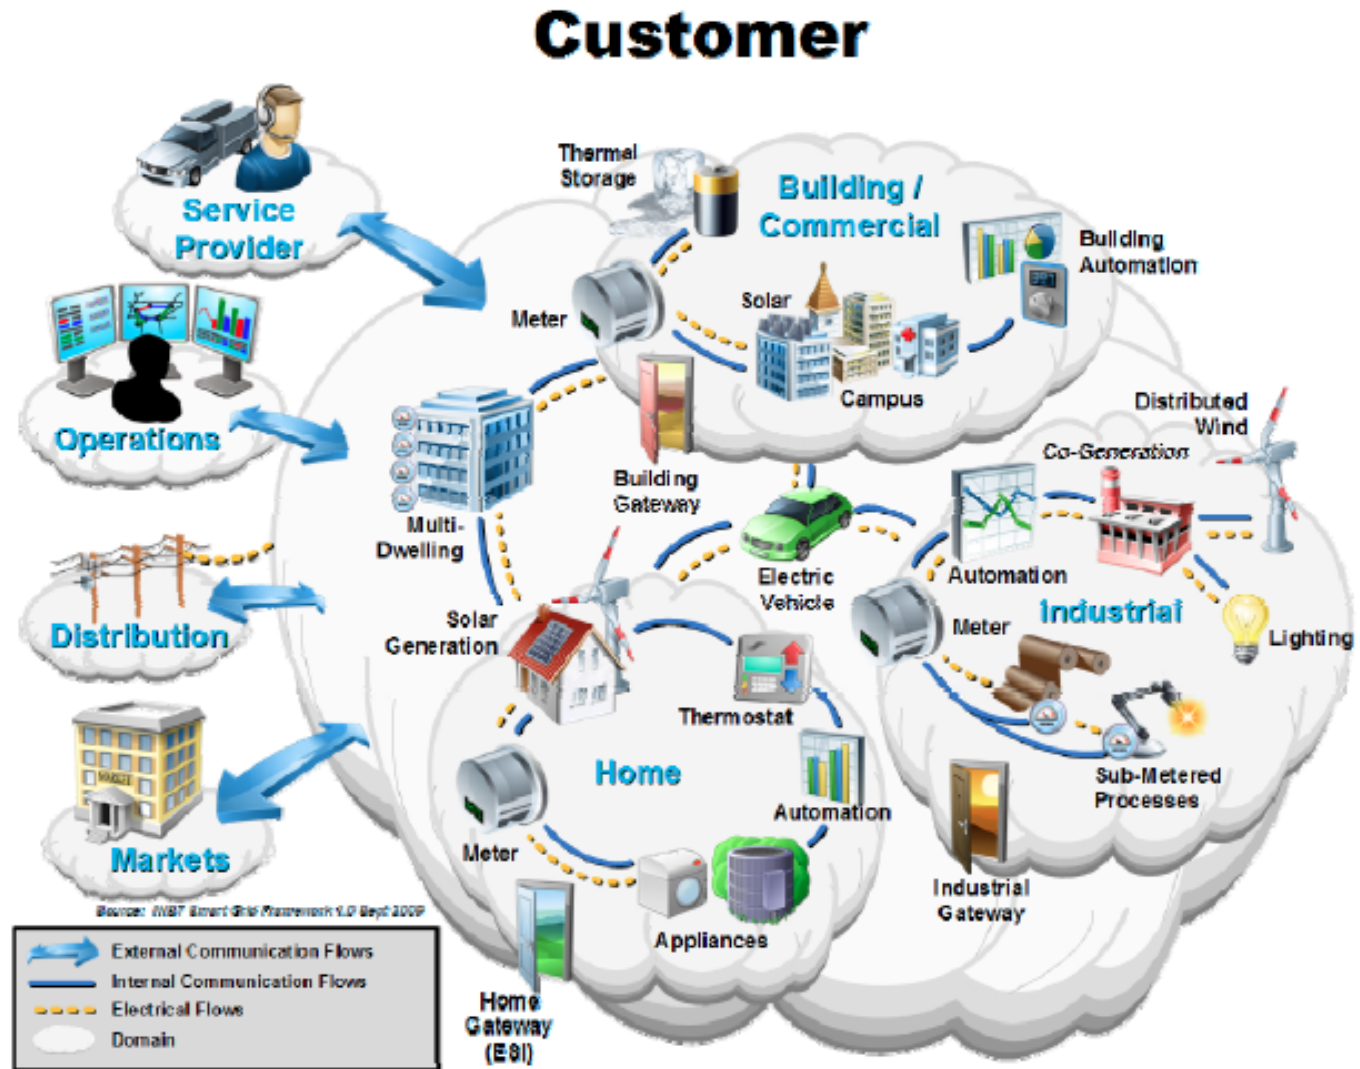 Customer
Service
Provider
Operations
Distribution
Markets
Thermal
Storage
Building /
Commercial
Building
Automation
Meter
Solar
Campus
Building
Gateway
Multi-
Dwelling
Electric
Vehicle
Distributed
Wind
Co-Generation
Automation
Industrial
Meter
Lighting
Sub-Metered
Processes
Industrial
Gateway
Solar
Generation
Thermostat
Home
Automation
Meter
Appliances
Home
Gateway
(ESI)
MARKET
Source: NIST Smart Grid Framework 1.0 Sept 2009
External Communication Flows
Internal Communication Flows
Electrical Flows
Domain